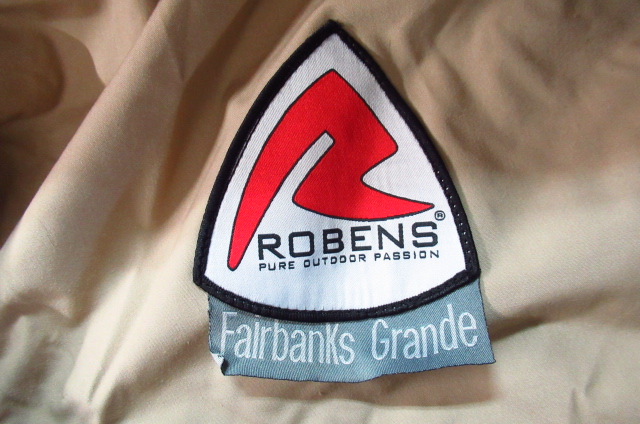 ROBENS®
PURE OUTDOOR PASSION
Fairbanks Grande